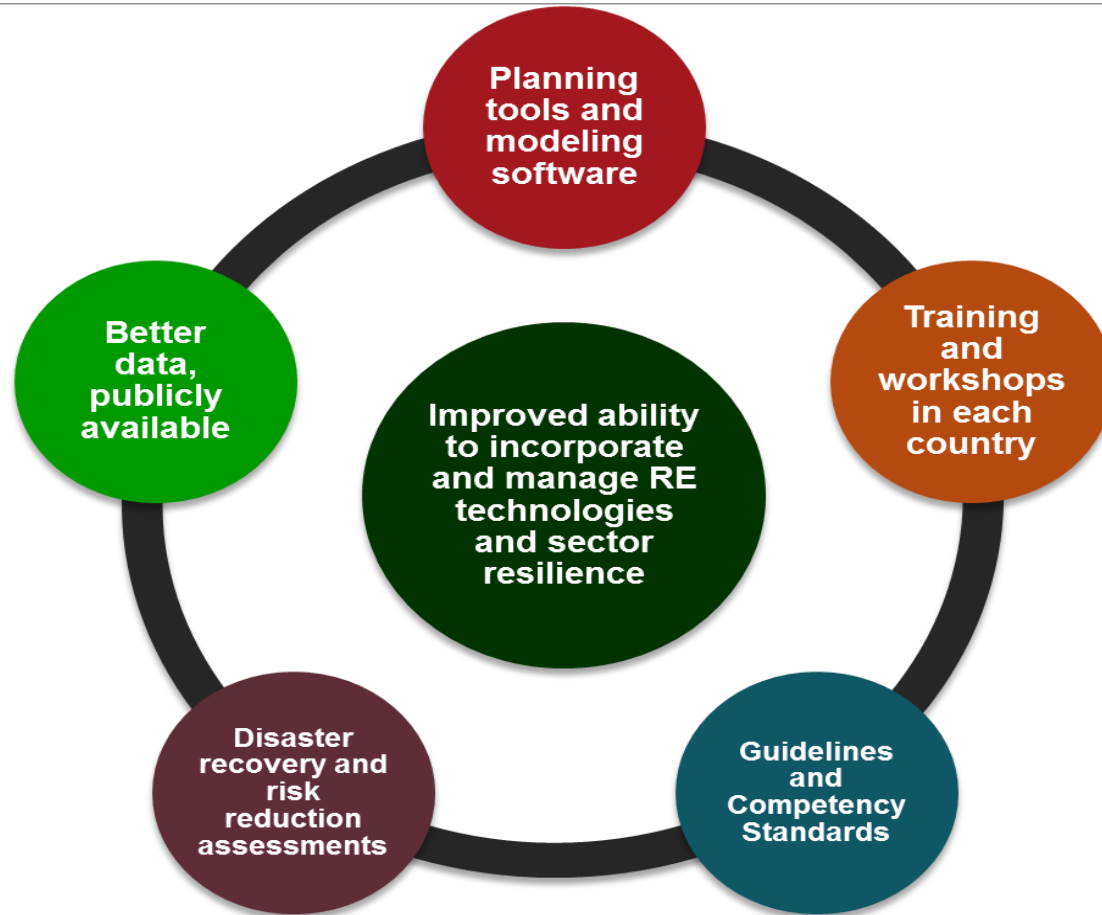 Planning
tools and
modeling
software
Training
and
workshops
in each
country
Guidelines
and
Competency
Standards
Disaster
recovery and
risk
reduction
assessments
Better
data,
publicly
available
Improved ability
to incorporate
and manage RE
technologies
and sector
resilience